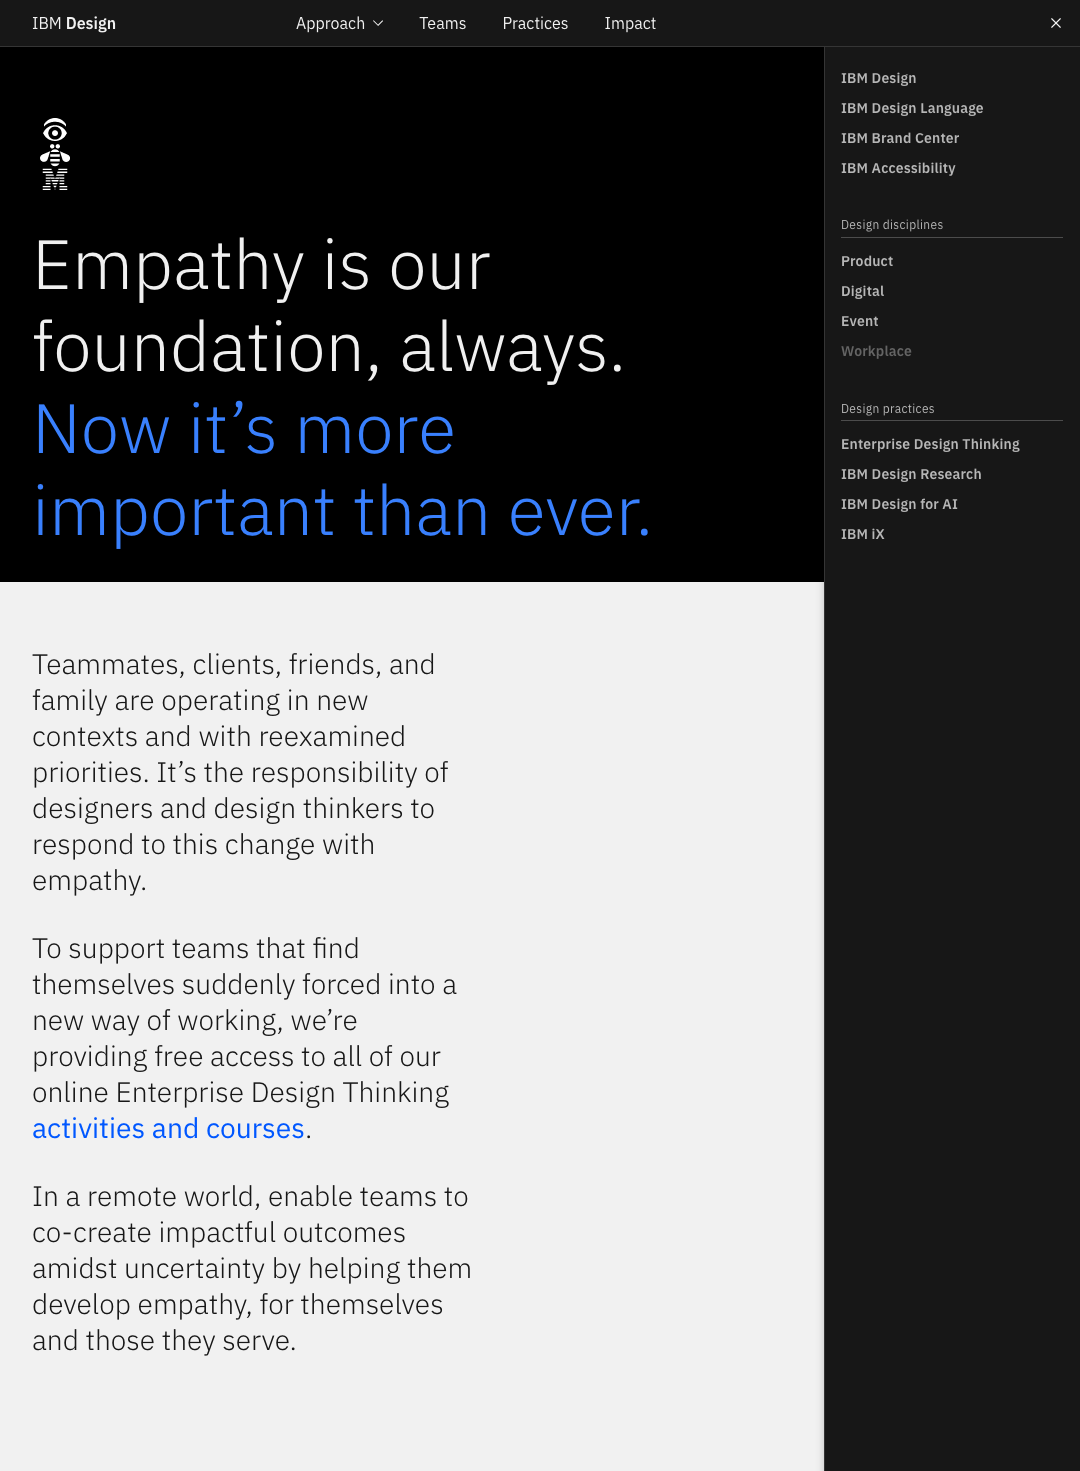 IBM Design
Approach
Teams
Practices
Impact
Empathy is our
foundation, always.
Now it’s more
important than ever.
Teammates, clients, friends, and
family are operating in new
contexts and with reexamined
priorities. It’s the responsibility of
designers and design thinkers to
respond to this change with
empathy.
To support teams that find
themselves suddenly forced into a
new way of working, we’re
providing free access to all of our
online Enterprise Design Thinking
activities and courses.
In a remote world, enable teams to
co-create impactful outcomes
amidst uncertainty by helping them
develop empathy, for themselves
and those they serve.
IBM Design
IBM Design Language
IBM Brand Center
IBM Accessibility
Design disciplines
Product
Digital
Event
Workplace
Design practices
Enterprise Design Thinking
IBM Design Research
IBM Design for AI
IBM iX